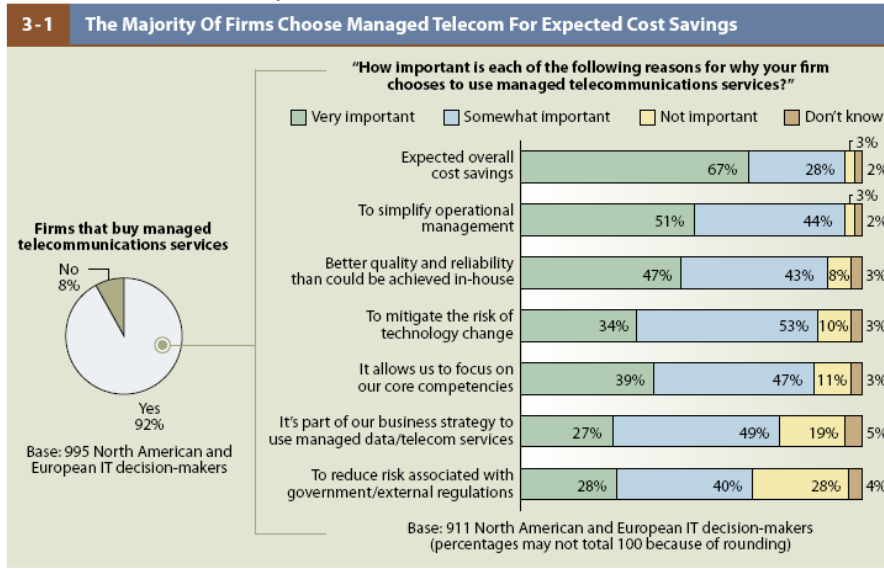 3-1 The Majority Of Firms Choose Managed Telecom For Expected Cost Savings
“How important is each of the following reasons for why your firm
chooses to use managed telecommunications services?”
Very important Somewhat important Not important Don't know
Firms that buy managed
telecommunications services
No
8%
Yes
92%
Base: 995 North American and
European IT decision-makers
Expected overall
cost savings
67% 28% 3% 2%
To simplify operational
management
51% 44% 3% 2%
Better quality and reliability
than could be achieved in-house
47% 43% 8% 3%
To mitigate the risk of
technology change
34% 53% 10% 3%
It allows us to focus on
our core competencies
39% 47% 11% 3%
It's part of our business strategy to
use managed data/telecom services
27% 49% 19% 5%
To reduce risk associated with
government/external regulations
28% 40% 28% 4%
Base: 911 North American and European IT decision-makers
(percentages may not total 100 because of rounding)